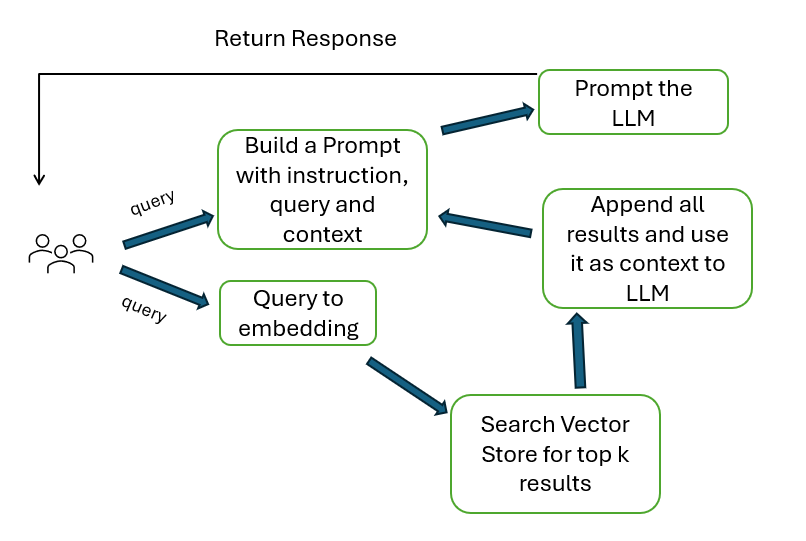 Return Response
Prompt the
LLM
Build a Prompt
with instruction,
query and
context
query
Append all
results and use
it as context to
LLM
query
Query to
embedding
Search Vector
Store for top k
results